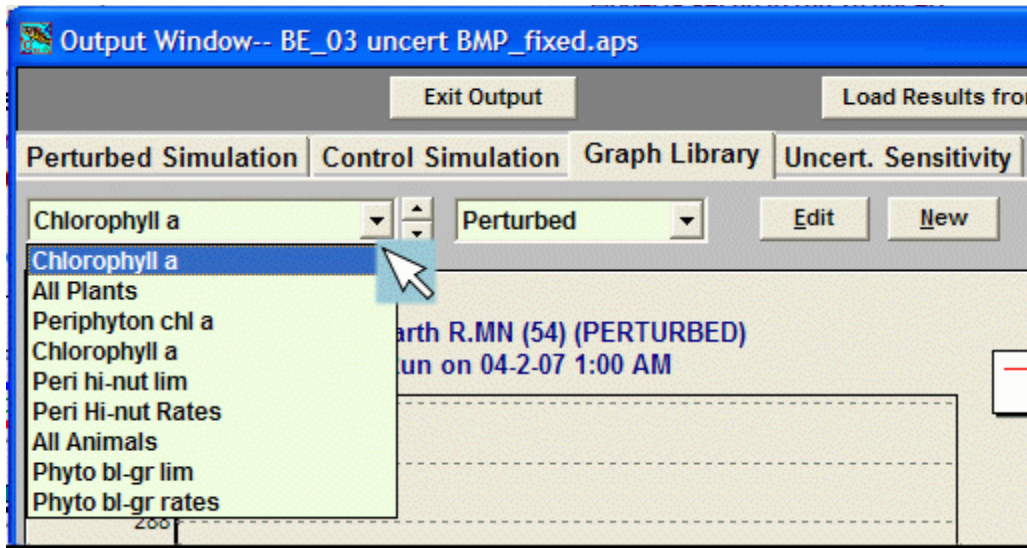 Output Window-- BE_03 uncert BMP_fixed.aps
Exit Output
Load Results fro
Perturbed Simulation
Control Simulation
Graph Library
Uncert. Sensitivity
Chlorophyll a
Perturbed
Edit
New
Chlorophyll a
All Plants
Periphyton chl a
Chlorophyll a
Peri hi-nut lim
Peri Hi-nut Rates
All Animals
Phyto bl-gr lim
Phyto bl-gr rates
arth R.MN (54) (PERTURBED)
un on 04-2-07 1:00 AM